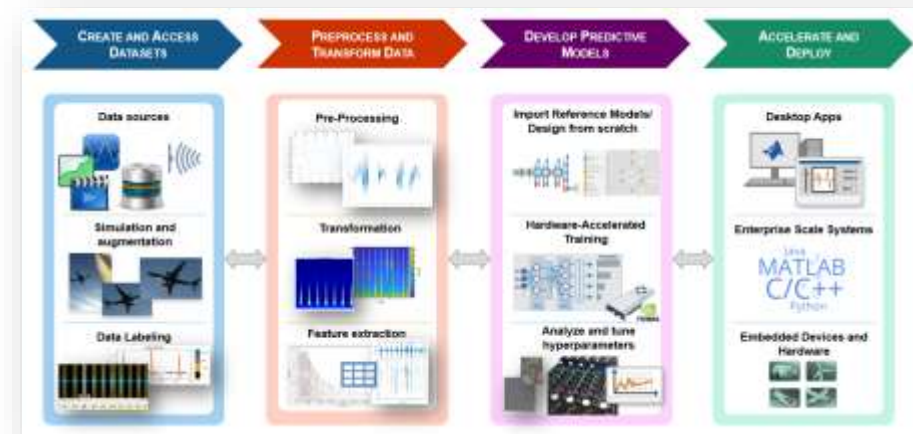 CREATE AND ACCESS
DATASETS
PREPROCESS AND
TRANSFORM DATA
DEVELOP PREDICTIVE
MODELS
ACCELERATE AND
DEPLOY
Data sources
Simulation and
augmentation
Data Labeling
Pre-Processing
Transformation
Feature extraction
Import Reference Models/
Design from scratch
Hardware-Accelerated
Training
Analyze and tune
hyperparameters
Desktop Apps
Enterprise Scale Systems
Java
MATLAB
C/C++
Python
Embedded Devices and
Hardware